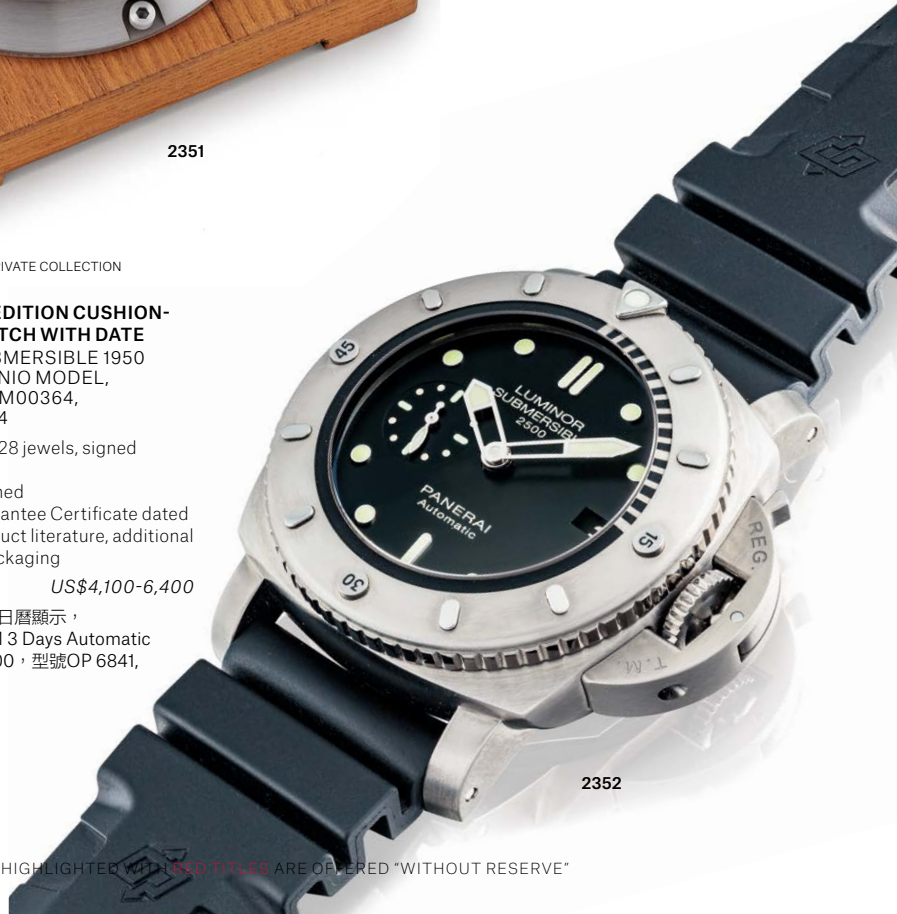 2351
IVATE COLLECTION
EDITION CUSHION-
TCH WITH DATE
MERSIBLE 1950
NIO MODEL,
M00364,
4
28 jewels, signed
ned
antee Certificate dated
uct literature, additional
ckaging
US$4,100-6,400
日曆顯示，
3 Days Automatic
00，型號OP 6841,
45
LUMINOR
SUBMERSIBL
2500
PANERAI
Automatic
15
30
REG.
T.M.
2352
HIGHLIGHTED WITH RED TITLES ARE OFFERED “WITHOUT RESERVE”